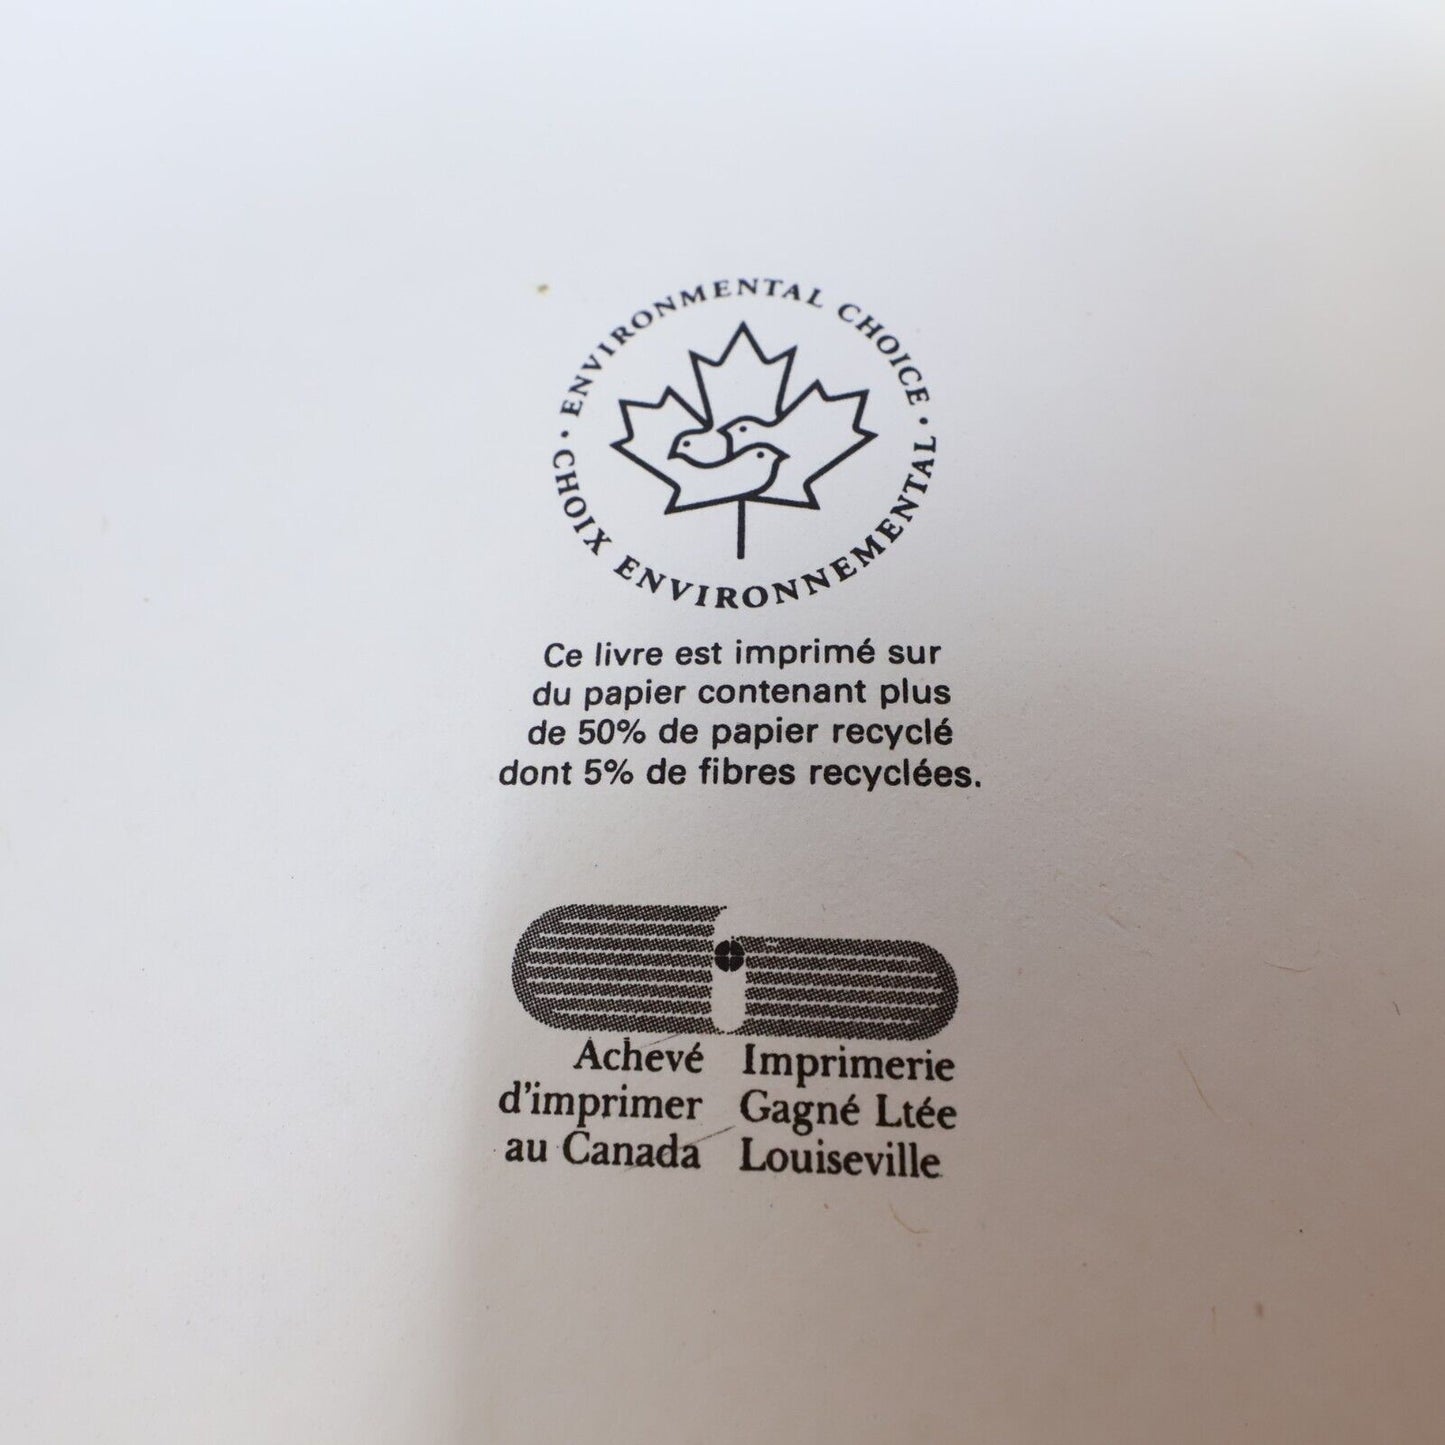 ENVIRONMENTAL CHOICE ·
CHOIX ENVIRONNEMENTAL ·
Ce livre est imprimé sur
du papier contenant plus
de 50% de papier recyclé
dont 5% de fibres recyclées.
Achevé
d'imprimer
au Canada
Imprimerie
Gagné Ltée
Louiseville